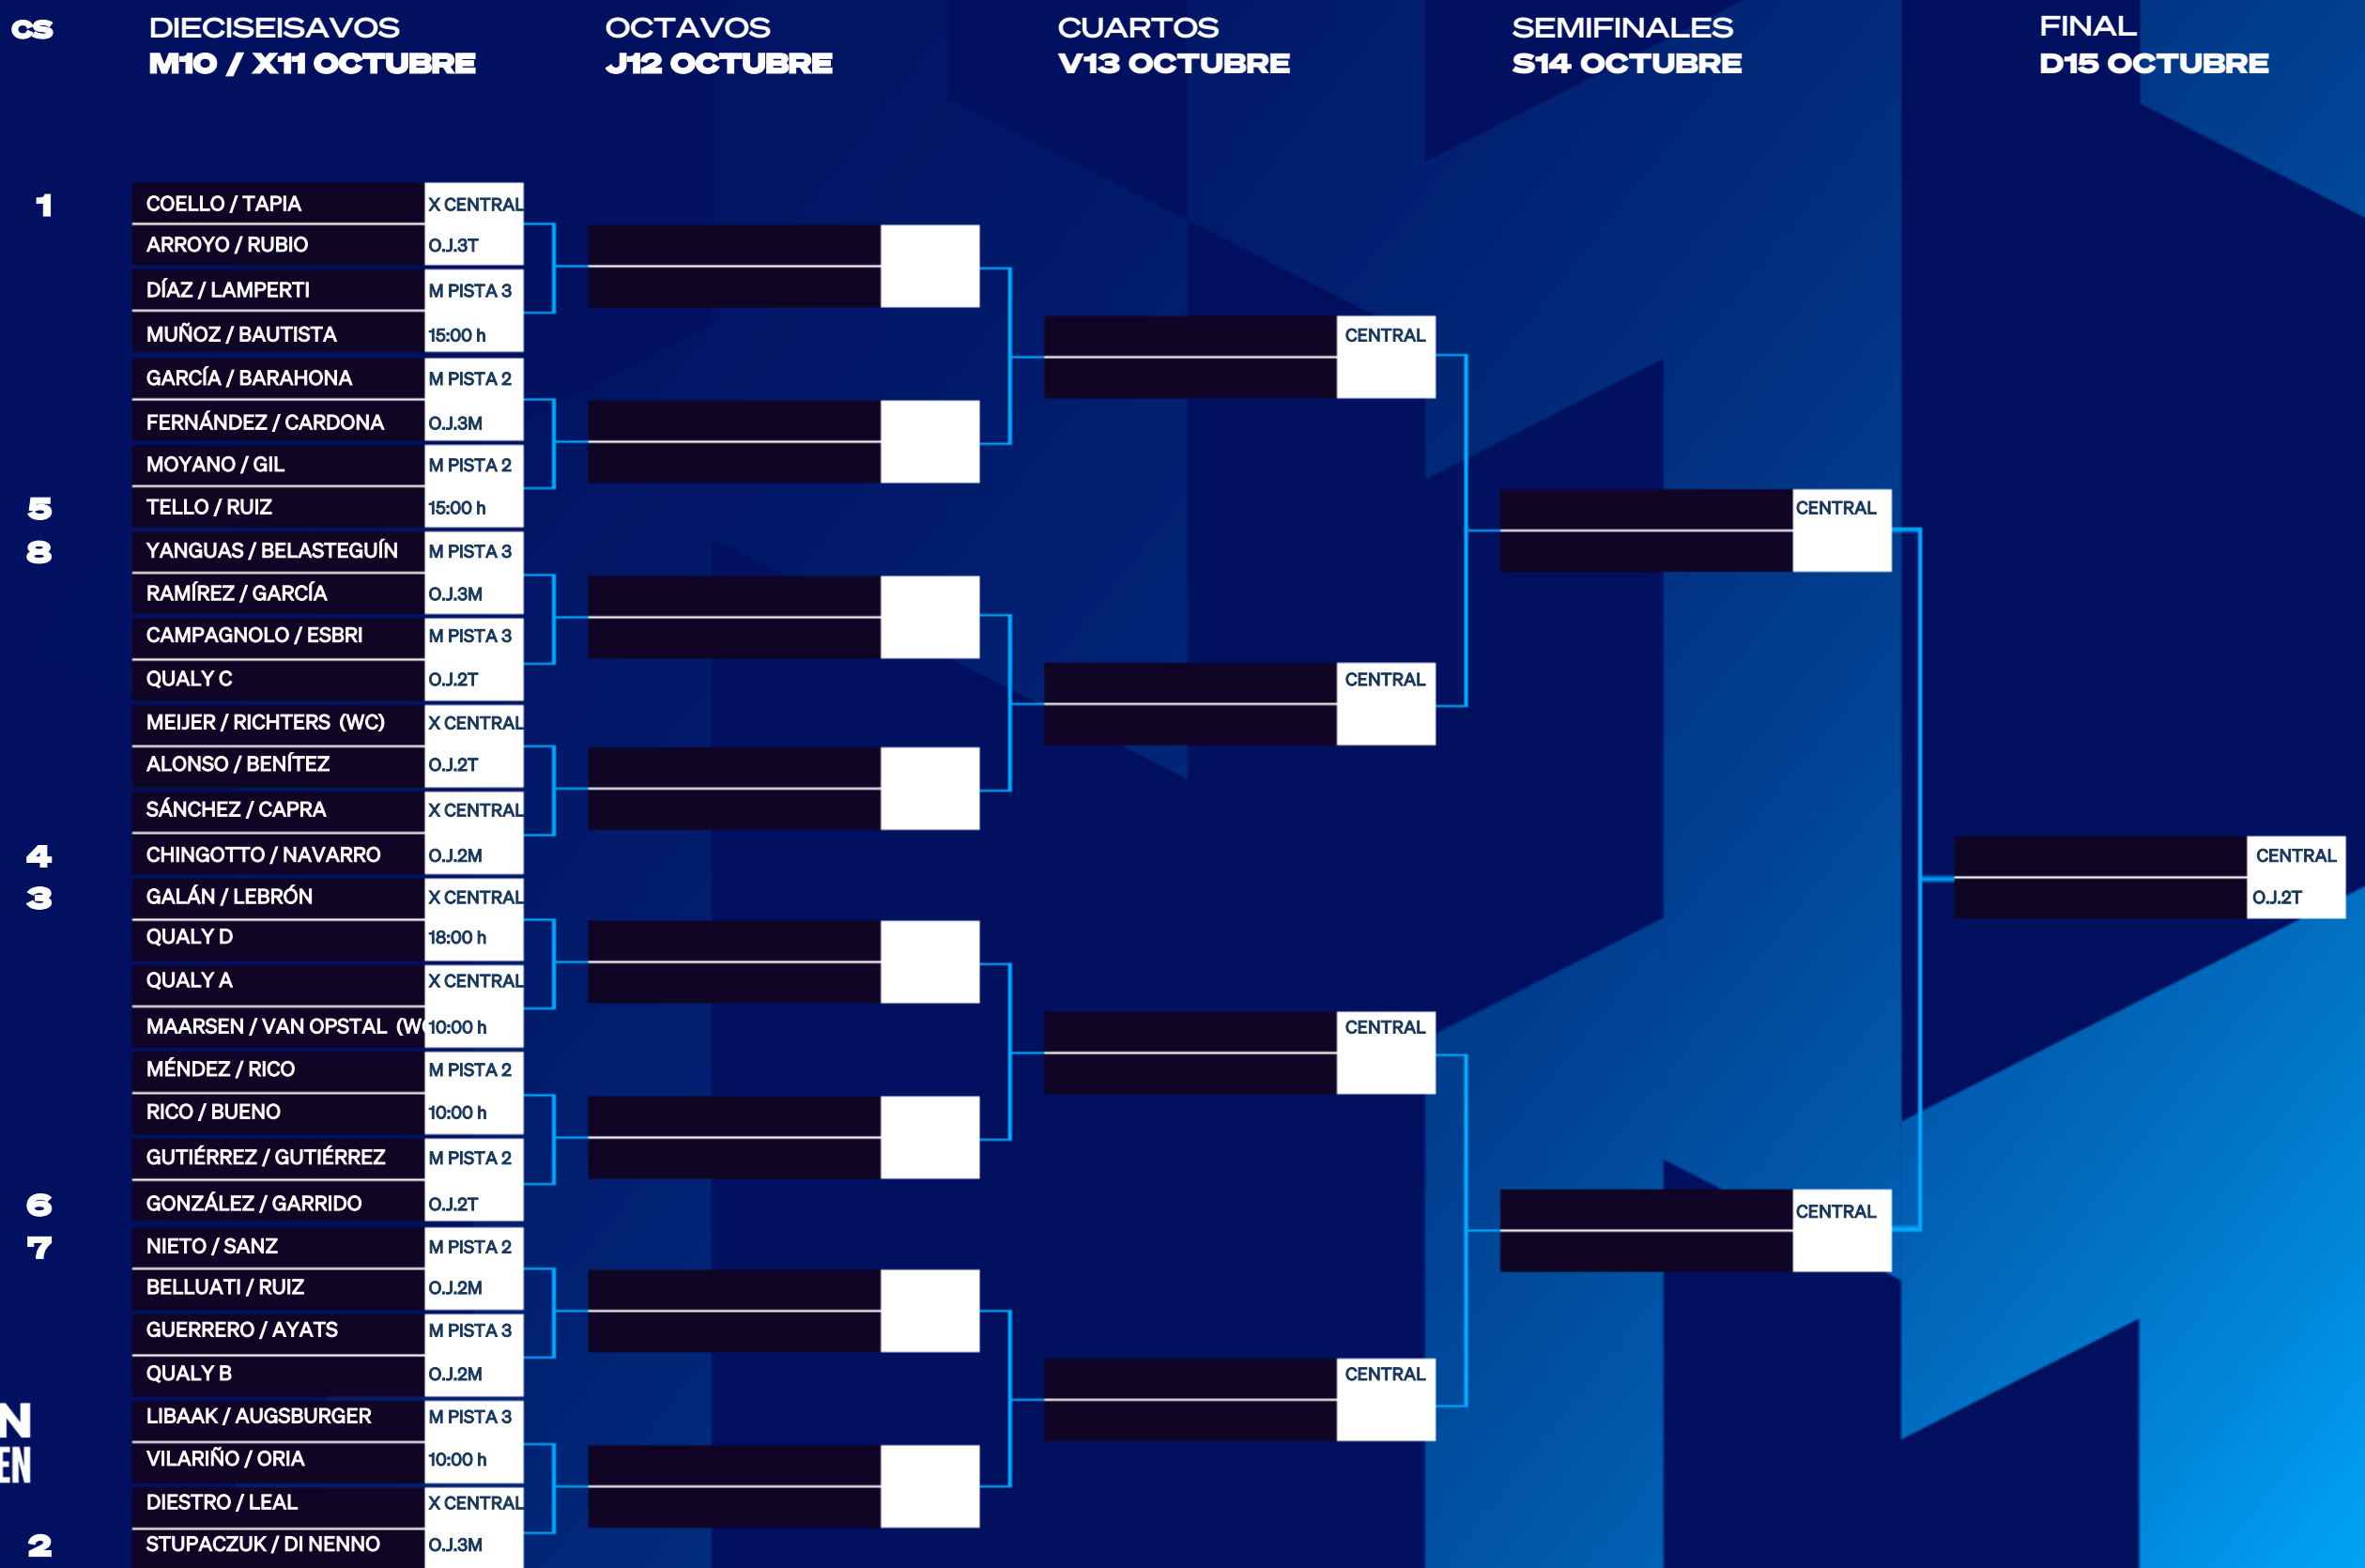 CS
DIECISEISAVOS
M10 / X11 OCTUBRE
OCTAVOS
J12 OCTUBRE
CUARTOS
V13 OCTUBRE
SEMIFINALES
S14 OCTUBRE
FINAL
D15 OCTUBRE
1 COELLO / TAPIA X CENTRAL
ARROYO / RUBIO O.J.3T
DÍAZ / LAMPERTI M PISTA 3
MUÑOZ / BAUTISTA 15:00 h
GARCÍA / BARAHONA M PISTA 2
FERNÁNDEZ / CARDONA O.J.3M
MOYANO / GIL M PISTA 2
5 TELLO / RUIZ 15:00 h
8 YANGUAS / BELASTEGUÍN M PISTA 3
RAMÍREZ / GARCÍA O.J.3M
CAMPAGNOLO / ESBRI M PISTA 3
QUALY C O.J.2T
MEIJER / RICHTERS (WC) X CENTRAL
ALONSO / BENÍTEZ O.J.2T
SÁNCHEZ / CAPRA X CENTRAL
4 CHINGOTTO / NAVARRO O.J.2M
3 GALÁN / LEBRÓN X CENTRAL
QUALY D 18:00 h
QUALY A X CENTRAL
MAARSEN / VAN OPSTAL (W 10:00 h
MÉNDEZ / RICO M PISTA 2
RICO / BUENO 10:00 h
GUTIÉRREZ / GUTIÉRREZ M PISTA 2
6 GONZÁLEZ / GARRIDO O.J.2T
7 NIETO / SANZ M PISTA 2
BELLUATI / RUIZ O.J.2M
GUERRERO / AYATS M PISTA 3
QUALY B O.J.2M
LIBAAK / AUGSBURGER M PISTA 3
VILARIÑO / ORIA 10:00 h
DIESTRO / LEAL X CENTRAL
2 STUPACZUK / DI NENNO O.J.3M
N
EN
CENTRAL
CENTRAL
CENTRAL
CENTRAL
CENTRAL
CENTRAL
CENTRAL
O.J.2T